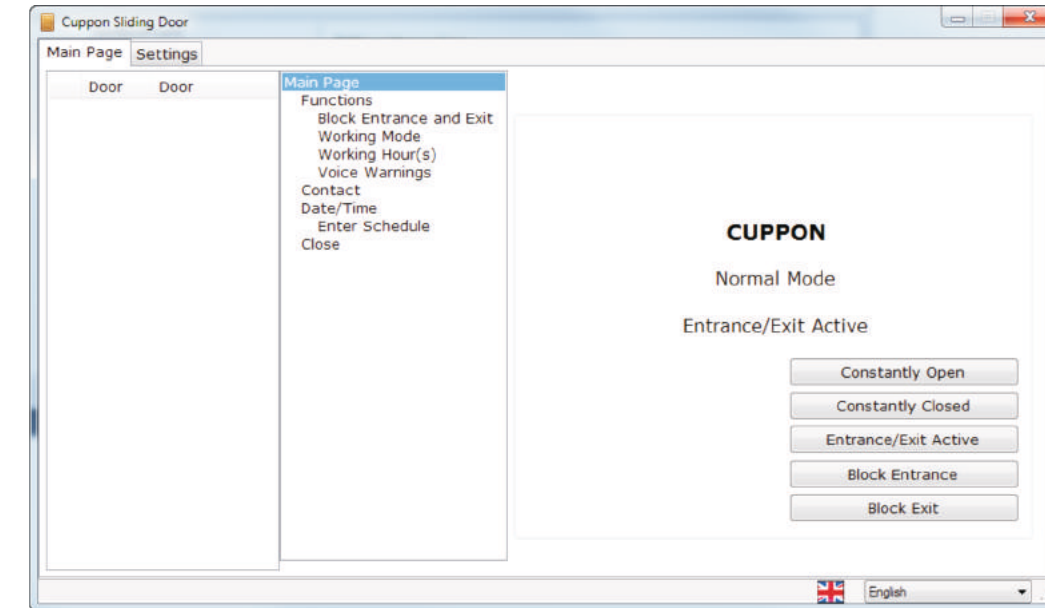 Cuppon Sliding Door
Main Page Settings
Door Door
Main Page
Functions
Block Entrance and Exit
Working Mode
Working Hour(s)
Voice Warnings
Contact
Date/Time
Enter Schedule
Close
CUPPON
Normal Mode
Entrance/Exit Active
Constantly Open
Constantly Closed
Entrance/Exit Active
Block Entrance
Block Exit
English